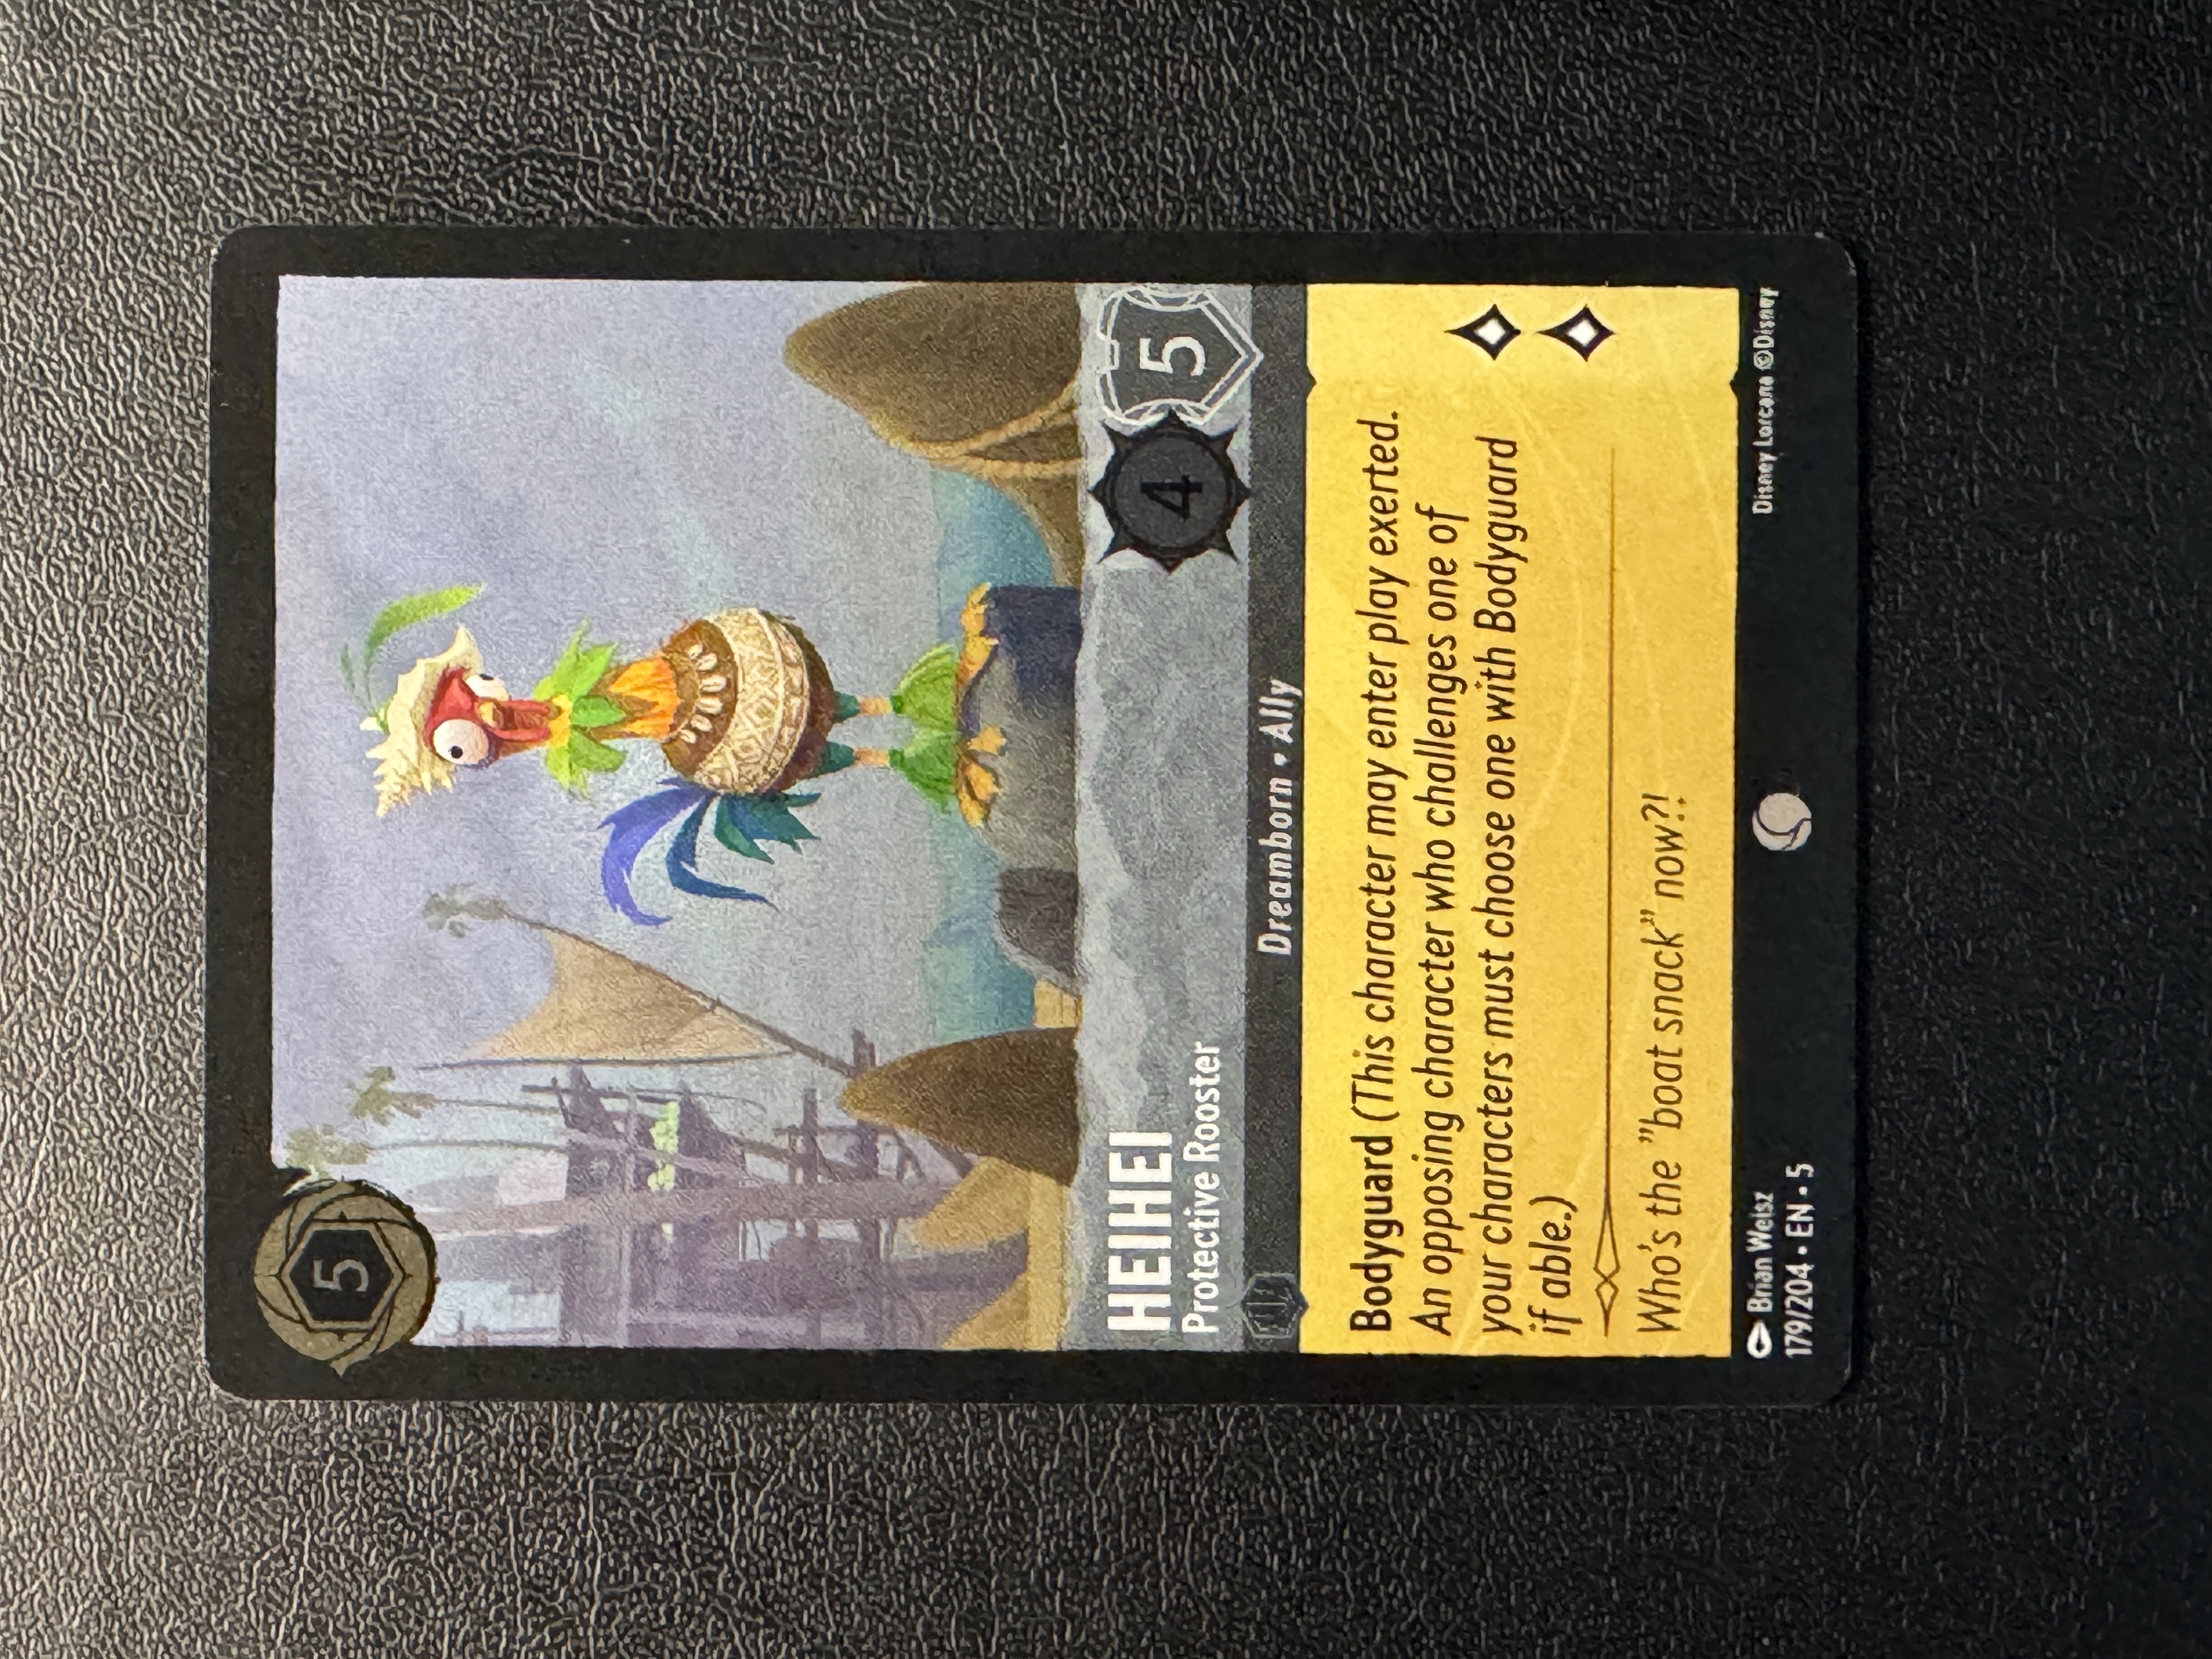 5
HEIHEI
Protective Rooster
4
5
Dreamborn • Ally
Bodyguard (This character may enter play exerted.
An opposing character who challenges one of
your characters must choose one with Bodyguard
if able.)
Who's the "boat snack" now?!
Brian Weisz
179/204 • EN • 5
Disney Lorcana ©Disney